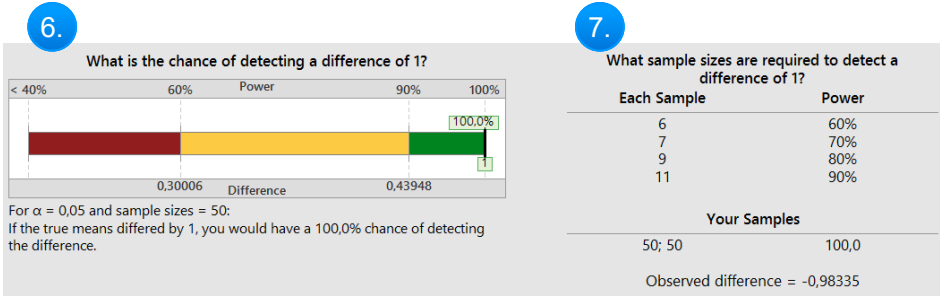 6.
What is the chance of detecting a difference of 1?
< 40% 60% Power 90% 100%
100,0%
1
0,30006 Difference 0,43948
For α = 0,05 and sample sizes = 50:
If the true means differed by 1, you would have a 100,0% chance of detecting
the difference.
7.
What sample sizes are required to detect a
difference of 1?
Each Sample Power
6 60%
7 70%
9 80%
11 90%
Your Samples
50; 50 100,0
Observed difference = -0,98335